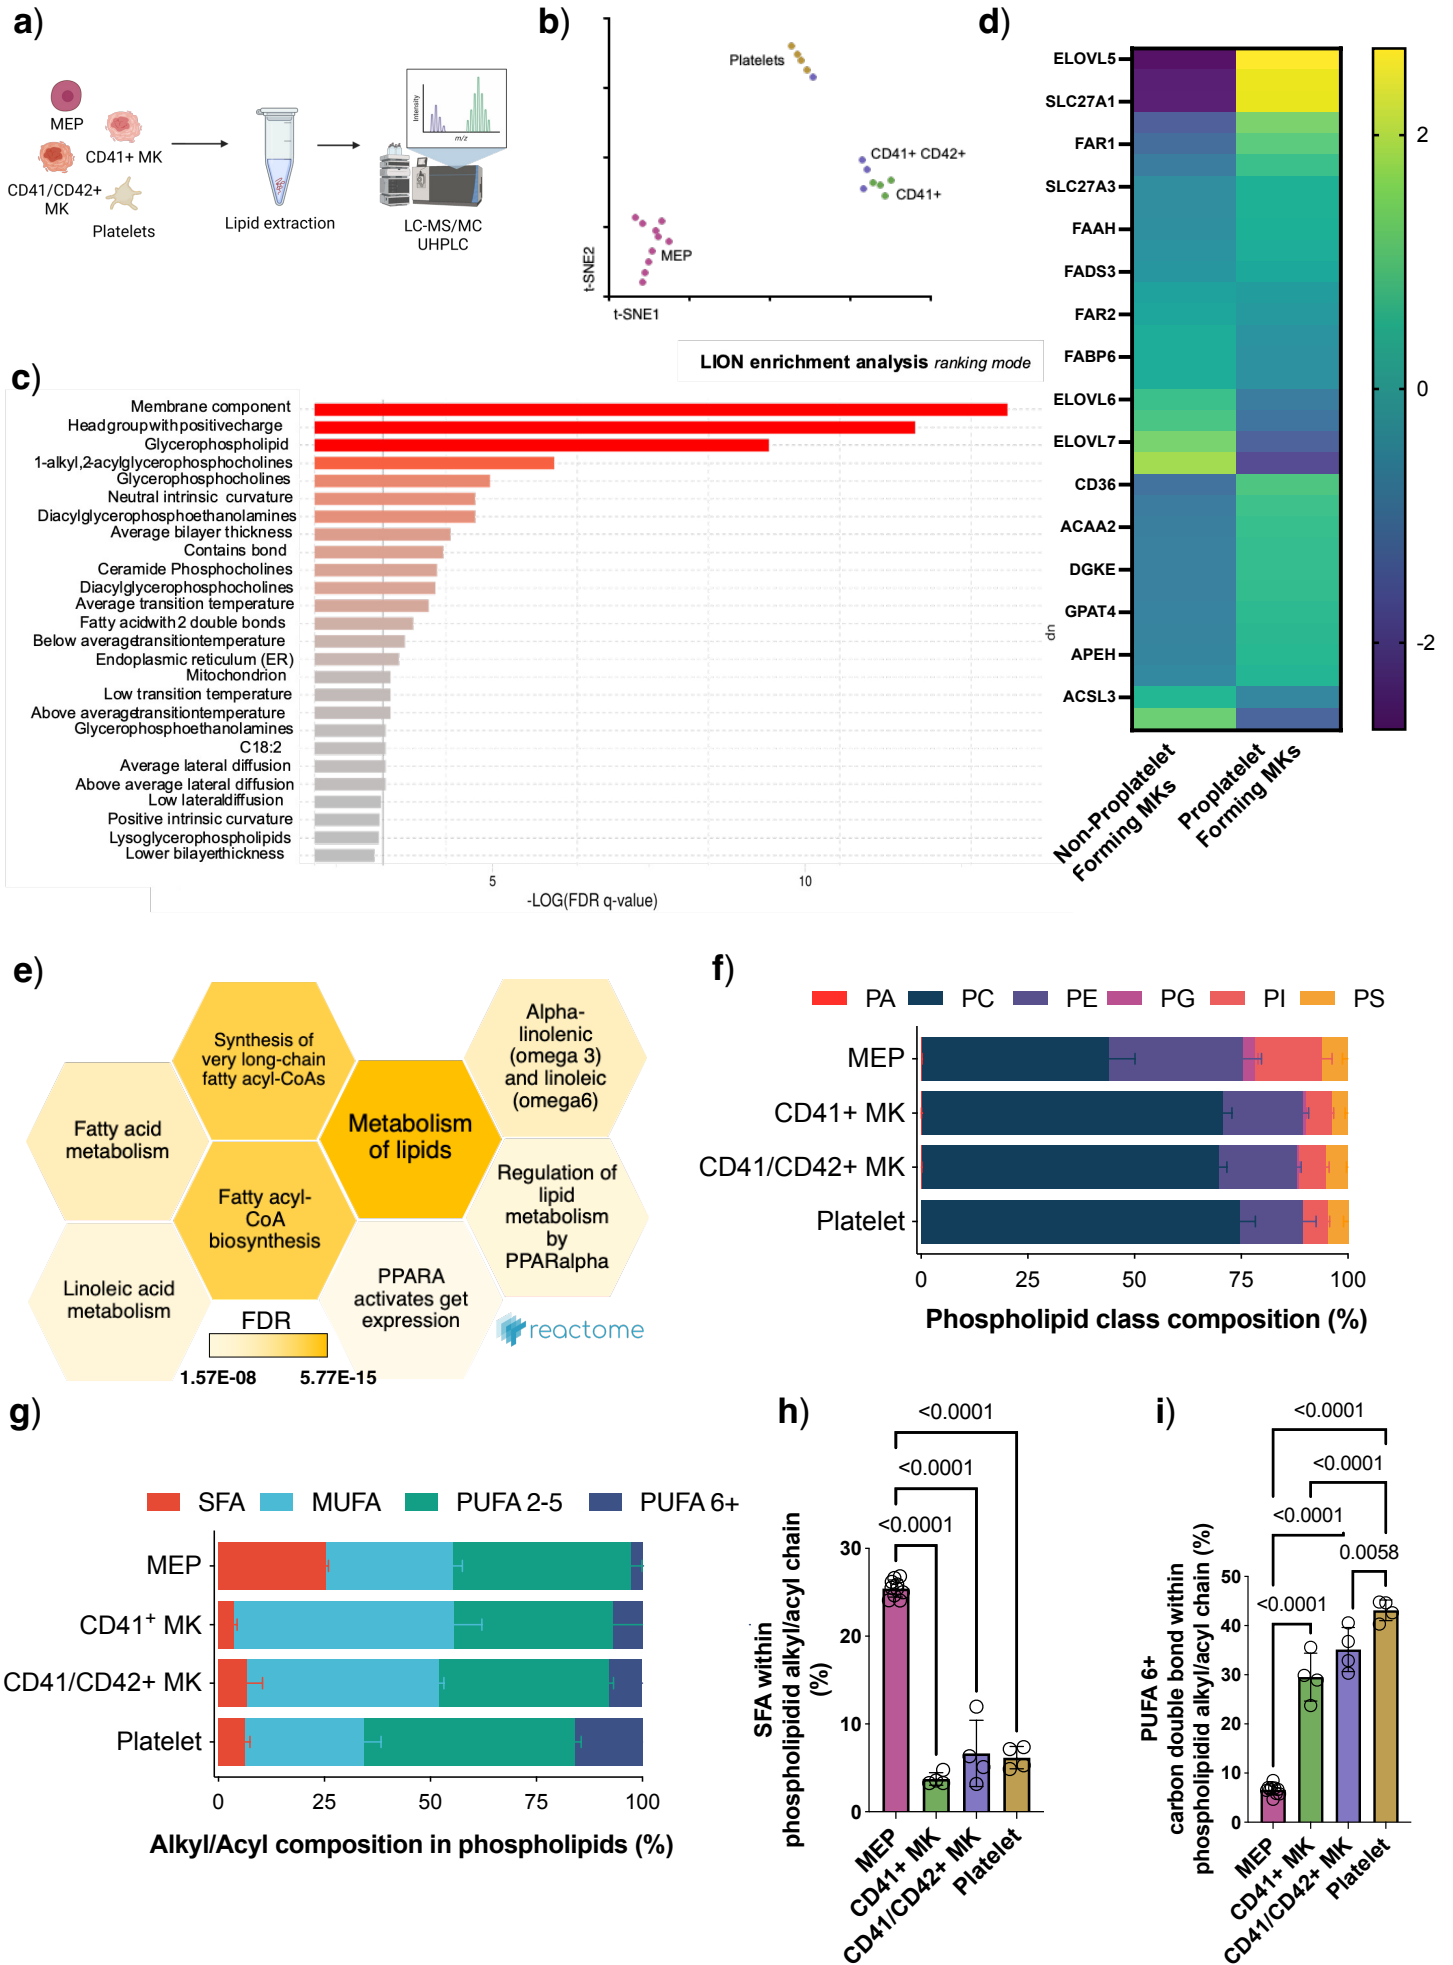 a)
MEP
CD41+ MK
CD41/CD42+
MK
Platelets
Lipid extraction
Intensity
m/z
LC-MS/MC
UHPLC
b)
Platelets
CD41+ CD42+
CD41+
MEP
t-SNE2
t-SNE1
c)
LION enrichment analysis ranking mode
Membrane component
Headgroupwithpositivecharge
Glycerophospholipid
1-alkyl,2-acylglycerophosphocholines
Glycerophosphocholines
Neutral intrinsic curvature
Diacylglycerophosphoethanolamines
Average bilayer thickness
Contains bond
Ceramide Phosphocholines
Diacylglycerophosphocholines
Average transition temperature
Fatty acidwith2 double bonds
Below averagetransitiontemperature
Endoplasmic reticulum (ER)
Mitochondrion
Low transition temperature
Above averagetransitiontemperature
Glycerophosphoethanolamines
C18:2
Average lateral diffusion
Above average lateral diffusion
Low lateraldiffusion
Positive intrinsic curvature
Lysoglycerophospholipids
Lower bilayerthickness
5
10
-LOG(FDR q-value)
up
d)
ELOVL5
SLC27A1
FAR1
SLC27A3
FAAH
FADS3
FAR2
FABP6
ELOVL6
ELOVL7
CD36
ACAA2
DGKE
GPAT4
APEH
ACSL3
2
0
-2
Non-Proplatelet
Forming MKs
Proplatelet
Forming MKs
e)
Synthesis of
very long-chain
fatty acyl-CoAs
Alpha-
linolenic
(omega 3)
and linoleic
(omega6)
Fatty acid
metabolism
Metabolism
of lipids
Fatty acyl-
CoA
biosynthesis
Regulation of
lipid
metabolism
by
PPARalpha
Linoleic acid
metabolism
PPARA
activates get
expression
FDR
1.57E-08
5.77E-15
reactome
f)
PA PC PE PG PI PS
MEP
CD41+ MK
CD41/CD42+ MK
Platelet
0 25 50 75 100
Phospholipid class composition (%)
g)
SFA MUFA PUFA 2-5 PUFA 6+
MEP
CD41+ MK
CD41/CD42+ MK
Platelet
0 25 50 75 100
Alkyl/Acyl composition in phospholipids (%)
h)
<0.0001
<0.0001
<0.0001
SFA within
phospholipidid alkyl/acyl chain
(%)
30
20
10
0
MEP
CD41+ MK
CD41/CD42+ MK
Platelet
i)
<0.0001
<0.0001
<0.0001
0.0058
<0.0001
PUFA 6+
carbon double bond within
phospholipidid alkyl/acyl chain (%)
50
40
30
20
10
0
MEP
CD41+ MK
CD41/CD42+ MK
Platelet